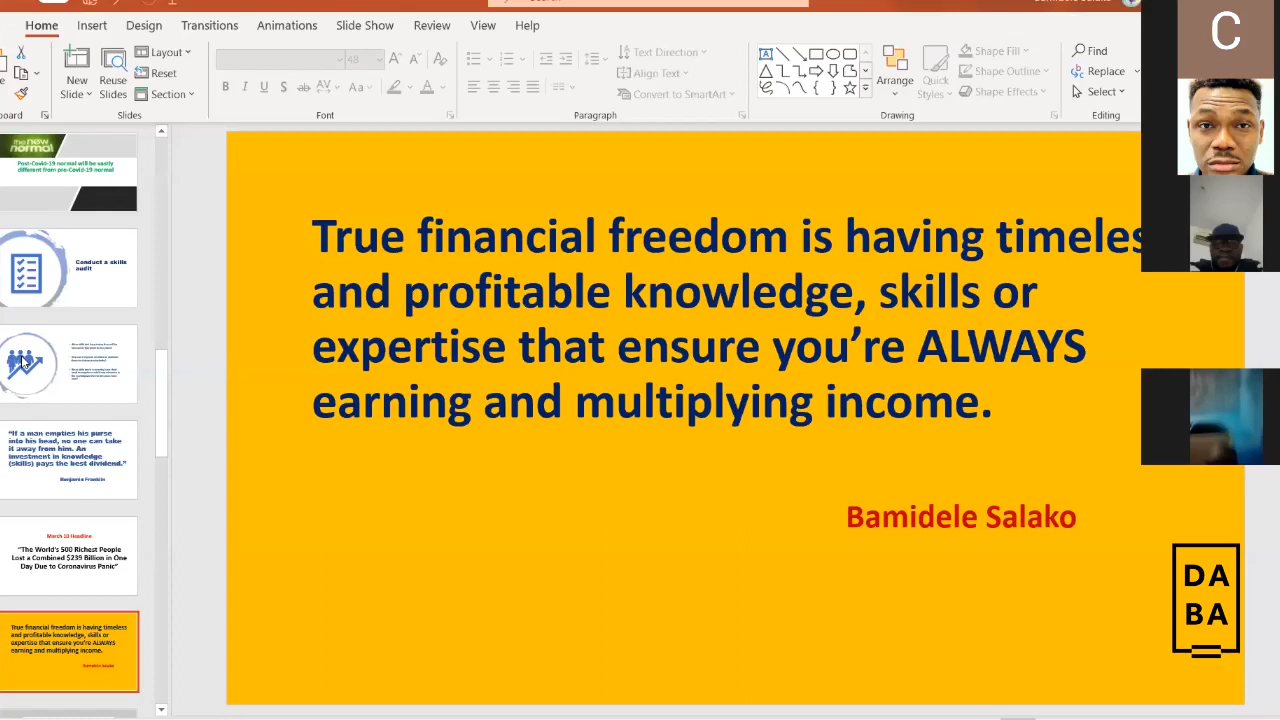 Home Insert Design Transitions Animations Slide Show Review View Help
C
New Slide
Reuse Slides
Layout
Reset
Section
48
Aa
Text Direction
Align Text
Convert to SmartArt
Arrange
Quick Styles
Shape Fill
Shape Outline
Shape Effects
Find
Replace
Select
Slides Font Paragraph Drawing Editing
the new
normal
Post-Covid-19 normal will be vastly
different from pre-Covid-19 normal
Conduct a skills
audit
"If a man empties his purse
into his head, no one can take
it away from him. An
investment in knowledge
(skills) pays the best dividend."
Benjamin Franklin
March 10 Headline
"The World's 500 Richest People
Lost a Combined $239 Billion in One
Day Due to Coronavirus Panic"
True financial freedom is having timeless
and profitable knowledge, skills or
expertise that ensure you're ALWAYS
earning and multiplying income.
Bamidele Salako
True financial freedom is having timeles
and profitable knowledge, skills or
expertise that ensure you’re ALWAYS
earning and multiplying income.
Bamidele Salako
DA
BA